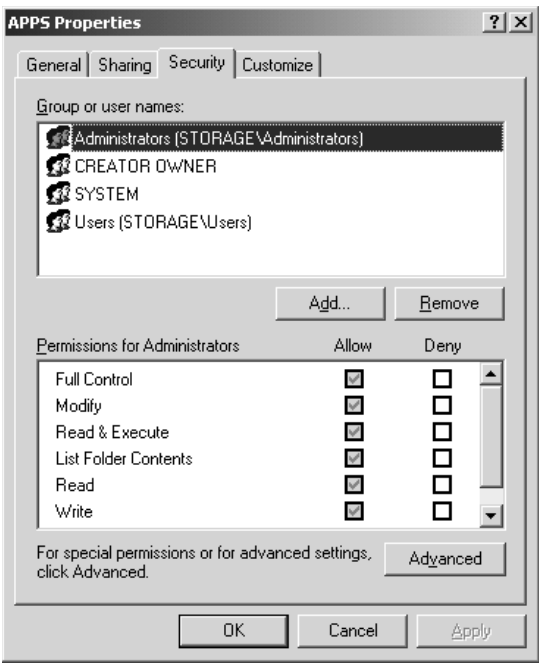 APPS Properties
General Sharing Security Customize
Group or user names:
Administrators (STORAGE\Administrators)
CREATOR OWNER
SYSTEM
Users (STORAGE\Users)
Add... Remove
Permissions for Administrators Allow Deny
Full Control
Modify
Read & Execute
List Folder Contents
Read
Write
For special permissions or for advanced settings,
click Advanced.
Advanced
OK Cancel Apply